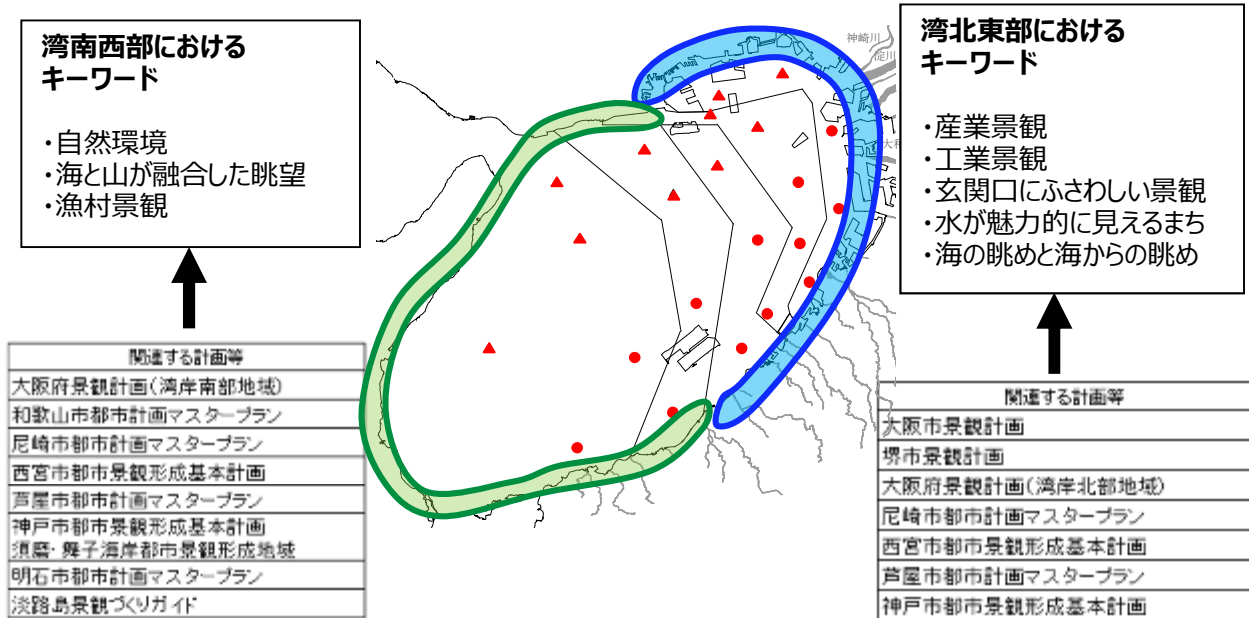 湾南西部における
キーワード
・自然環境
・海と山が融合した眺望
・漁村景観
関連する計画等
大阪府景観計画(湾岸南部地域)
和歌山市都市計画マスタープラン
尼崎市都市計画マスタープラン
西宮市都市景観形成基本計画
芦屋市都市計画マスタープラン
神戸市都市景観形成基本計画
須磨・舞子海岸都市景観形成地域
明石市都市計画マスタープラン
淡路島景観づくりガイド
神崎川
淀川
湾北東部における
キーワード
・産業景観
・工業景観
・玄関口にふさわしい景観
・水が魅力的に見えるまち
・海の眺めと海からの眺め
関連する計画等
大阪市景観計画
堺市景観計画
大阪府景観計画(湾岸北部地域)
尼崎市都市計画マスタープラン
西宮市都市景観形成基本計画
芦屋市都市計画マスタープラン
神戸市都市景観形成基本計画